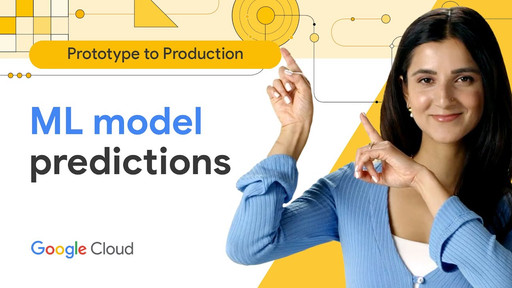 Prototype to Production
ML model
predictions
Google Cloud